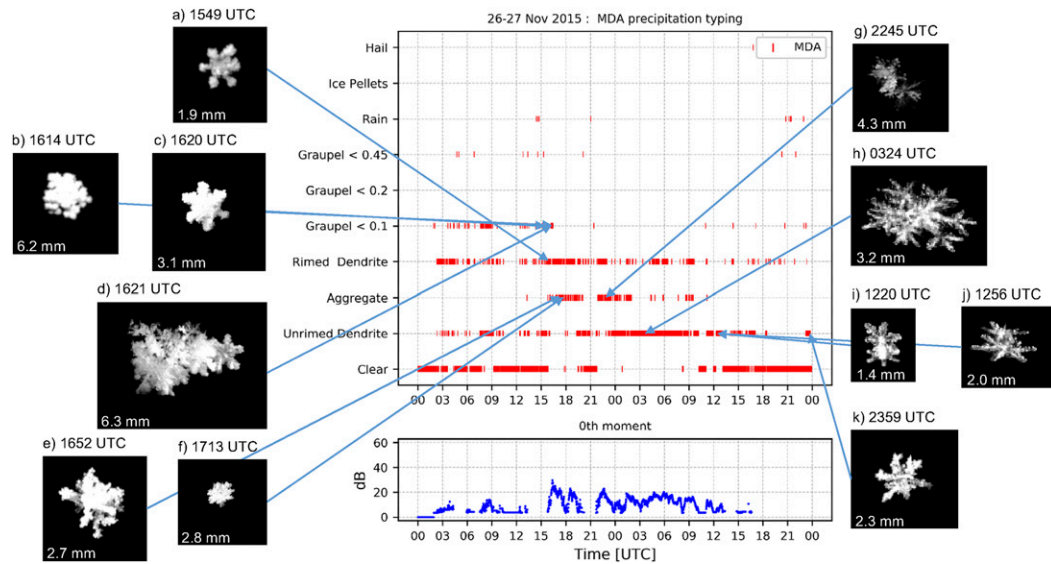 26-27 Nov 2015 : MDA precipitation typing
a) 1549 UTC
1.9 mm
b) 1614 UTC
6.2 mm
c) 1620 UTC
3.1 mm
d) 1621 UTC
6.3 mm
e) 1652 UTC
2.7 mm
f) 1713 UTC
2.8 mm
Hail
Ice Pellets
Rain
Graupel < 0.45
Graupel < 0.2
Graupel < 0.1
Rimed Dendrite
Aggregate
Unrimed Dendrite
Clear
MDA
00 03 06 09 12 15 18 21 00 03 06 09 12 15 18 21 00
0th moment
dB
60
40
20
0
00 03 06 09 12 15 18 21 00 03 06 09 12 15 18 21 00
Time [UTC]
g) 2245 UTC
4.3 mm
h) 0324 UTC
3.2 mm
i) 1220 UTC
1.4 mm
j) 1256 UTC
2.0 mm
k) 2359 UTC
2.3 mm